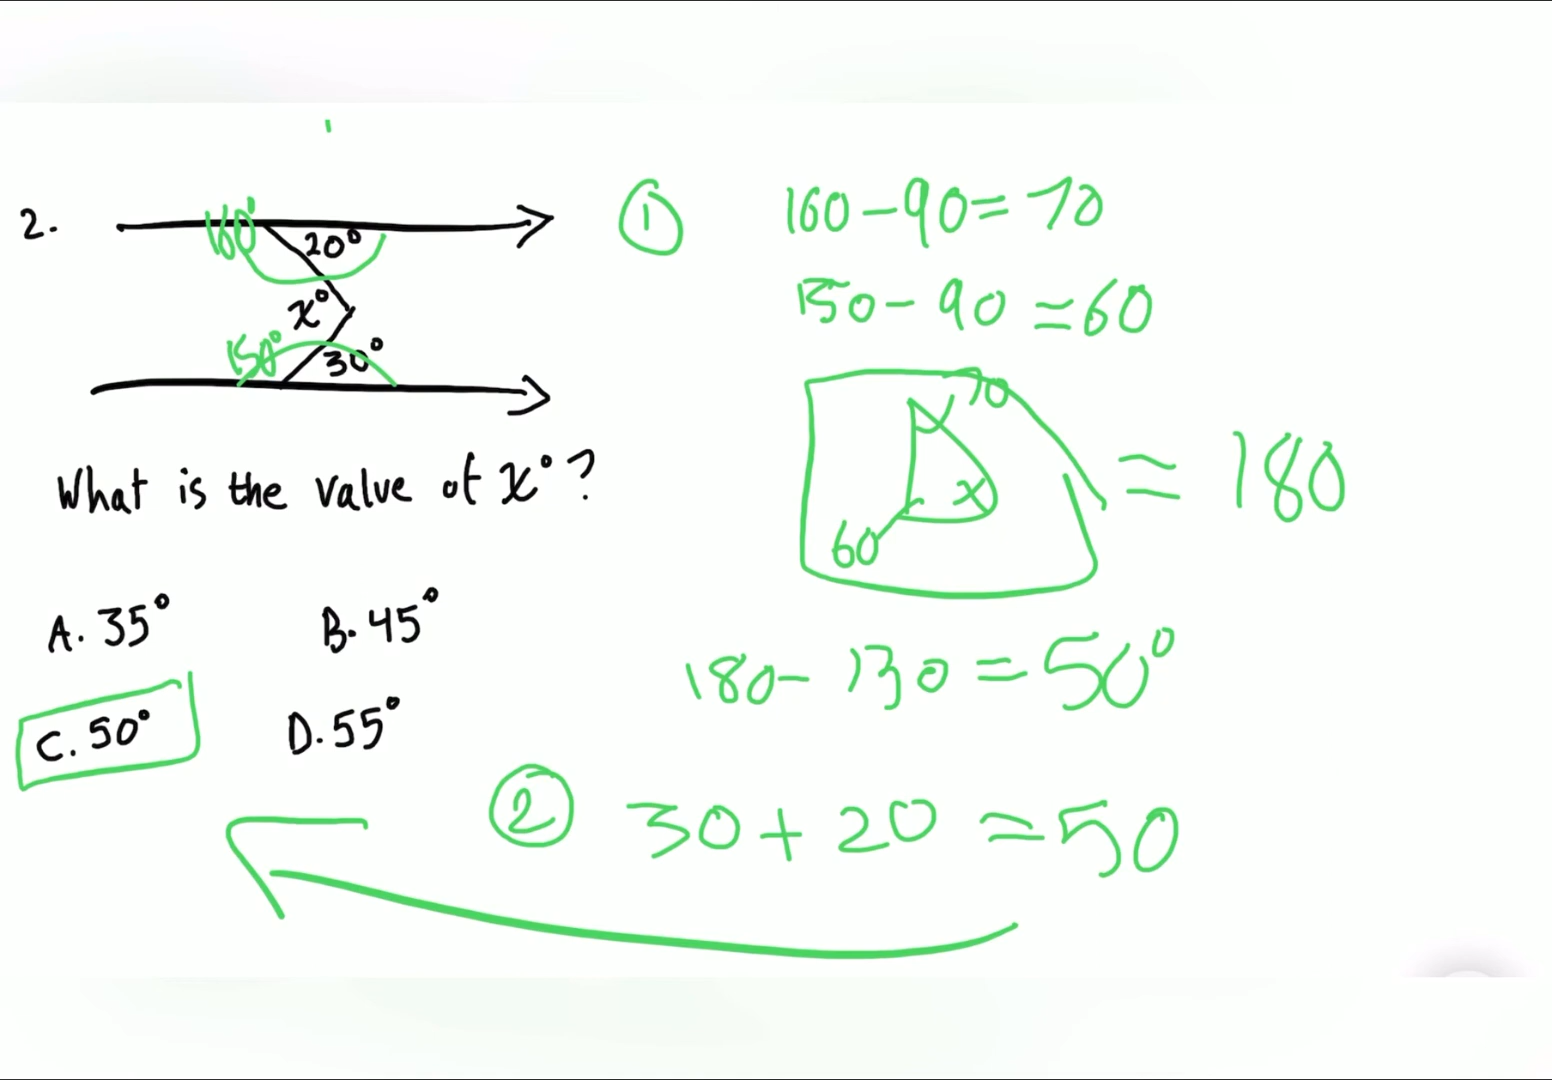 2.
160°
20°
x°
150°
30°
What is the value of x°?
A. 35°
B. 45°
C. 50°
D. 55°
1
160-90=70
150-90=60
70
x
60
= 180
180-130=50°
2
30+20=50